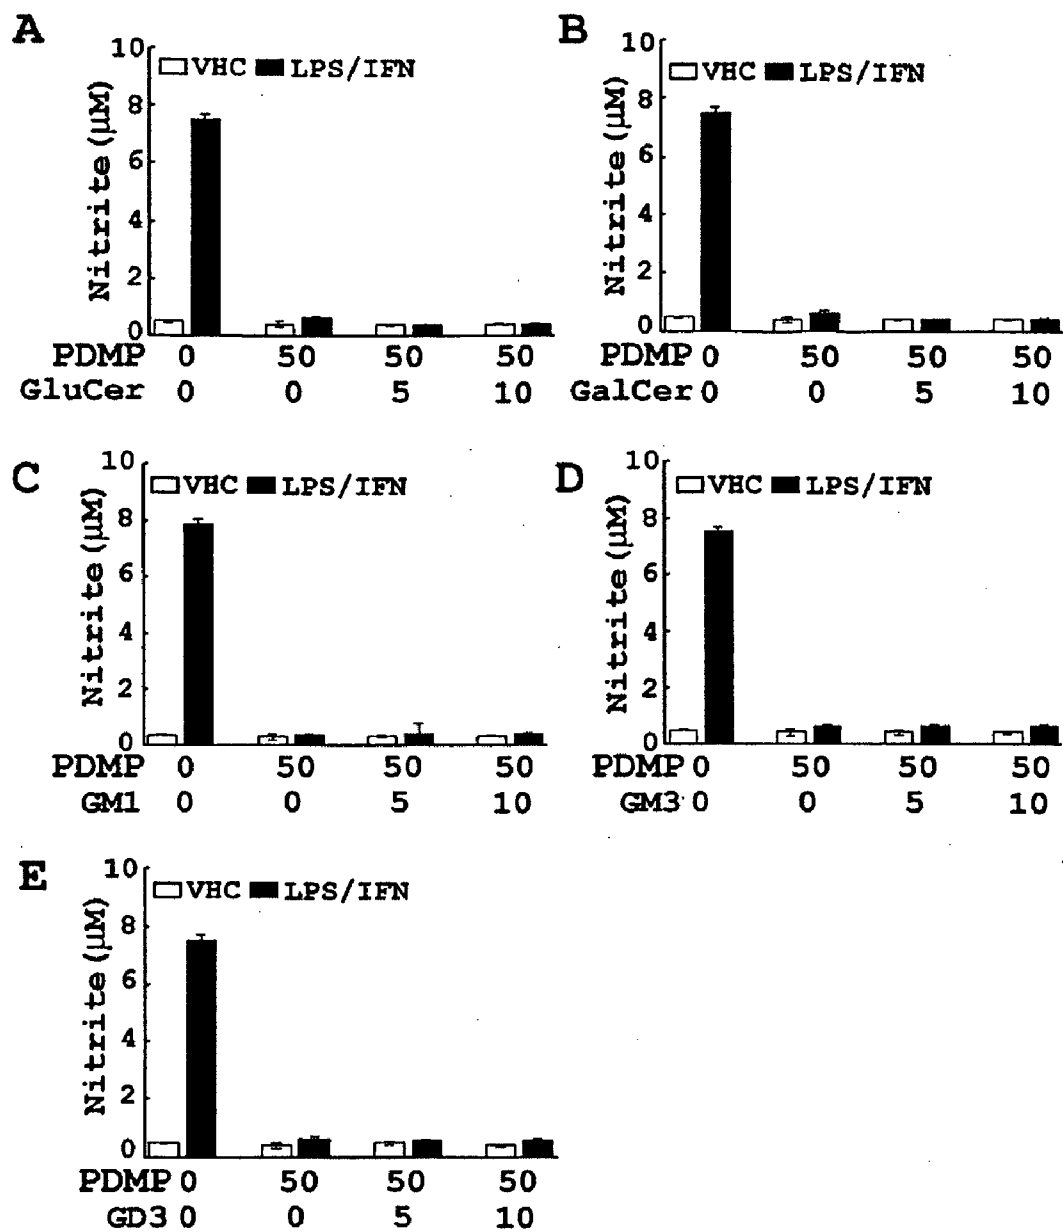 A
B
10
VHC LPS/IFN
8
6
4
2
0
Nitrite (µM)
PDMP 0 50 50 50
GluCer 0 0 5 10
10
VHC LPS/IFN
8
6
4
2
0
Nitrite (µM)
PDMP 0 50 50 50
GalCer 0 0 5 10
C
10
VHC LPS/IFN
8
6
4
2
0
Nitrite (µM)
PDMP 0 50 50 50
GM1 0 0 5 10
D
10
VHC LPS/IFN
8
6
4
2
0
Nitrite (µM)
PDMP 0 50 50 50
GM3 0 0 5 10
E
10
VHC LPS/IFN
8
6
4
2
0
Nitrite (µM)
PDMP 0 50 50 50
GD3 0 0 5 10